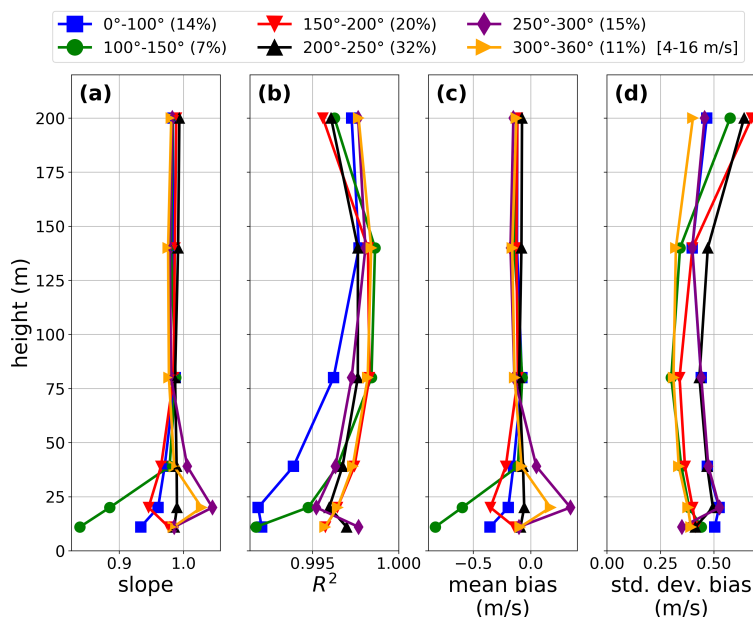 0°-100° (14%) 150°-200° (20%) 250°-300° (15%)
100°-150° (7%) 200°-250° (32%) 300°-360° (11%) [4-16 m/s]
(a) (b) (c) (d)
200
175
150
125
100
75
50
25
0
height (m)
0.9 1.0 0.995 1.000 −0.5 0.0 0.00 0.25 0.50
slope R² mean bias std. dev. bias
(m/s) (m/s)